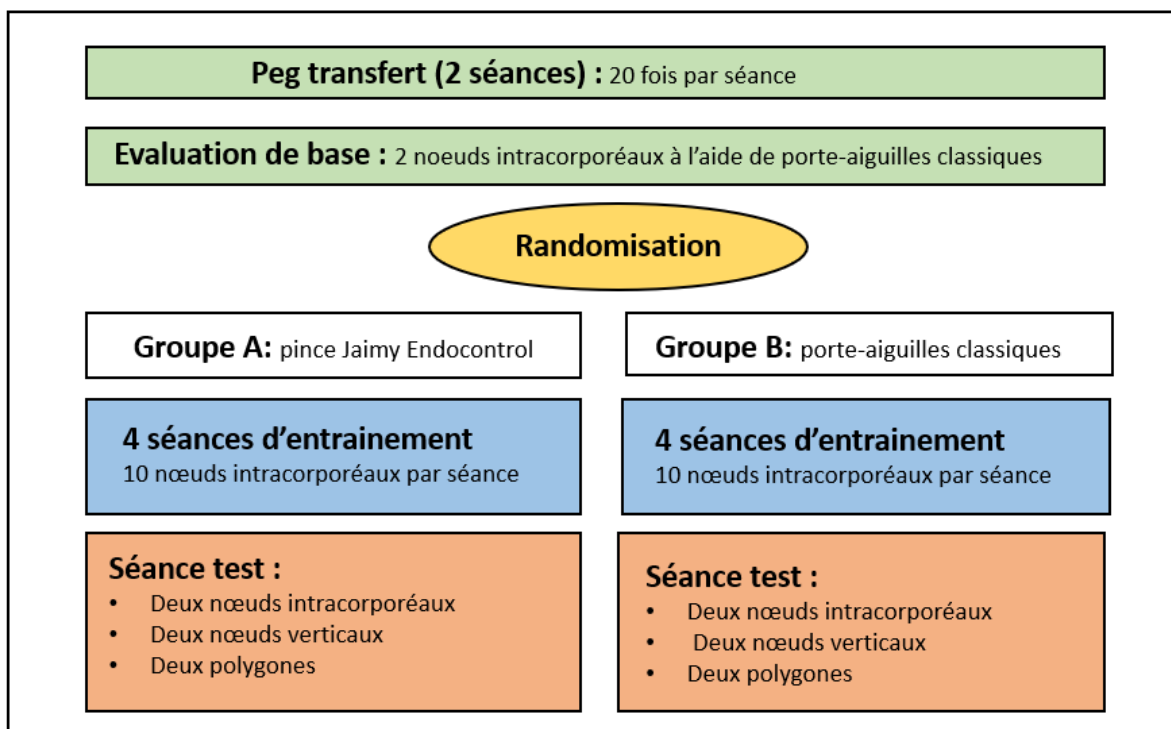 Peg transfert (2 séances) : 20 fois par séance
Evaluation de base : 2 noeuds intracorporéaux à l'aide de porte-aiguilles classiques
Randomisation
Groupe A: pince Jaimy Endocontrol
Groupe B: porte-aiguilles classiques
4 séances d'entrainement
10 nœuds intracorporéaux par séance
4 séances d'entrainement
10 nœuds intracorporéaux par séance
Séance test :
• Deux nœuds intracorporéaux
• Deux nœuds verticaux
• Deux polygones
Séance test :
• Deux nœuds intracorporéaux
• Deux nœuds verticaux
• Deux polygones